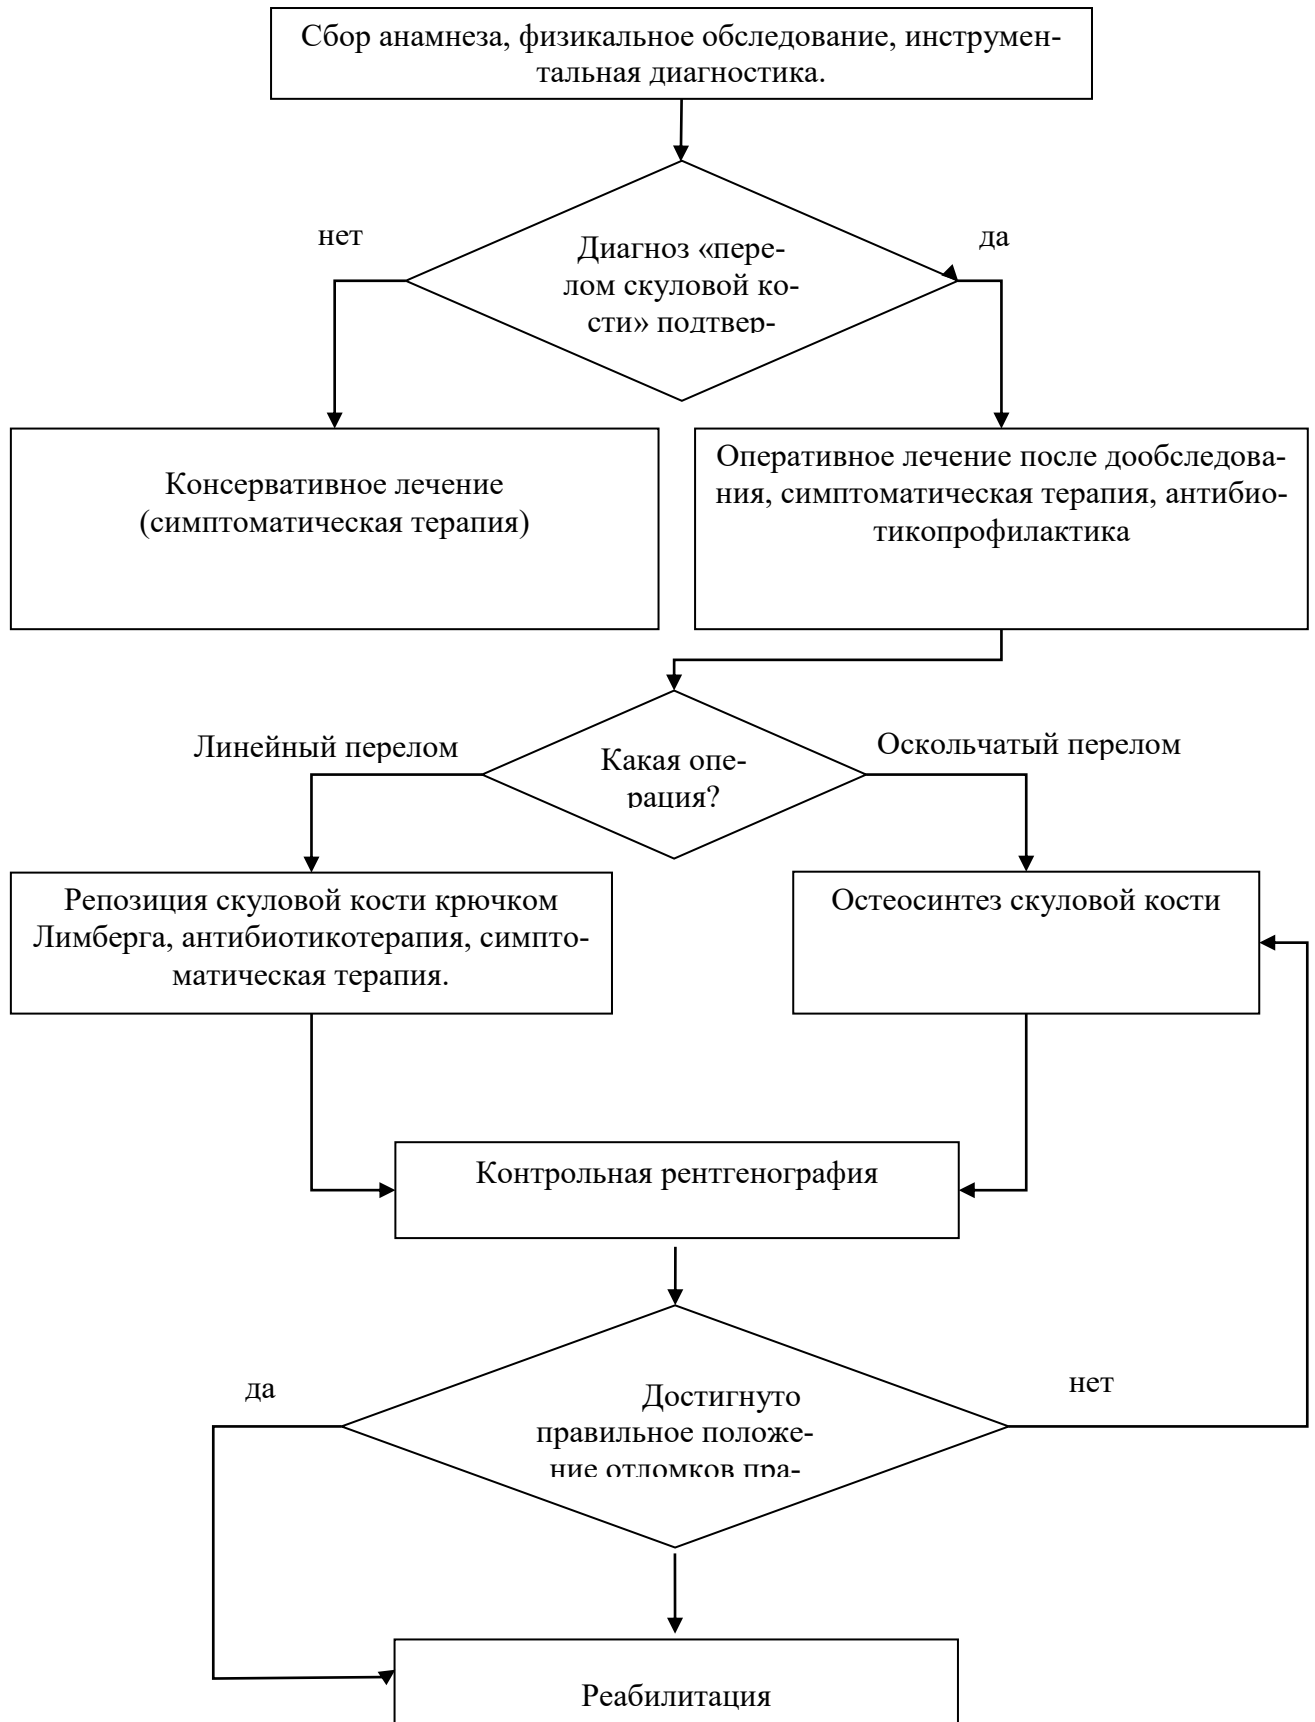 Сбор анамнеза, физикальное обследование, инструмен-
тальная диагностика.
нет
да
Диагноз «пере-
лом скуловой ко-
сти» подтвер-
Консервативное лечение
(симптоматическая терапия)
Оперативное лечение после дообследова-
ния, симптоматическая терапия, антибио-
тикопрофилактика
Линейный перелом
Оскольчатый перелом
Какая опе-
рация?
Репозиция скуловой кости крючком
Лимберга, антибиотикотерапия, симпто-
матическая терапия.
Остеосинтез скуловой кости
Контрольная рентгенография
да
нет
Достигнуто
правильное положе-
ние отломков пра-
Реабилитация